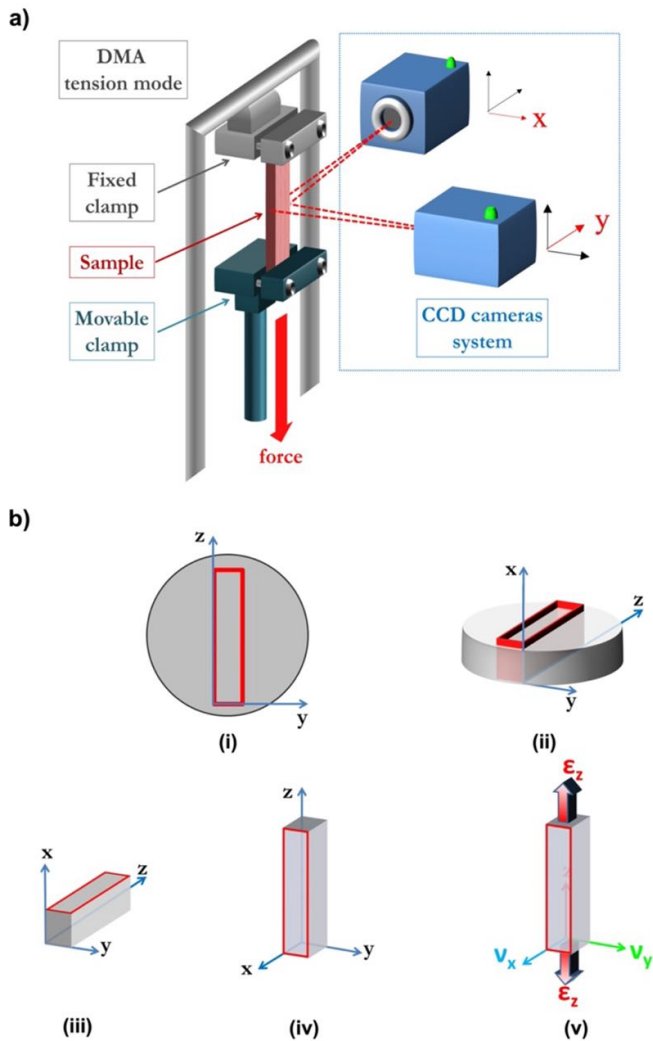 a)
DMA
tension mode
Fixed
clamp
Sample
Movable
clamp
force
x
y
CCD cameras
system
b)
z
y
(i)
x
z
y
(ii)
x
z
y
(iii)
z
x
y
(iv)
εz
z
νx
νy
εz
(v)